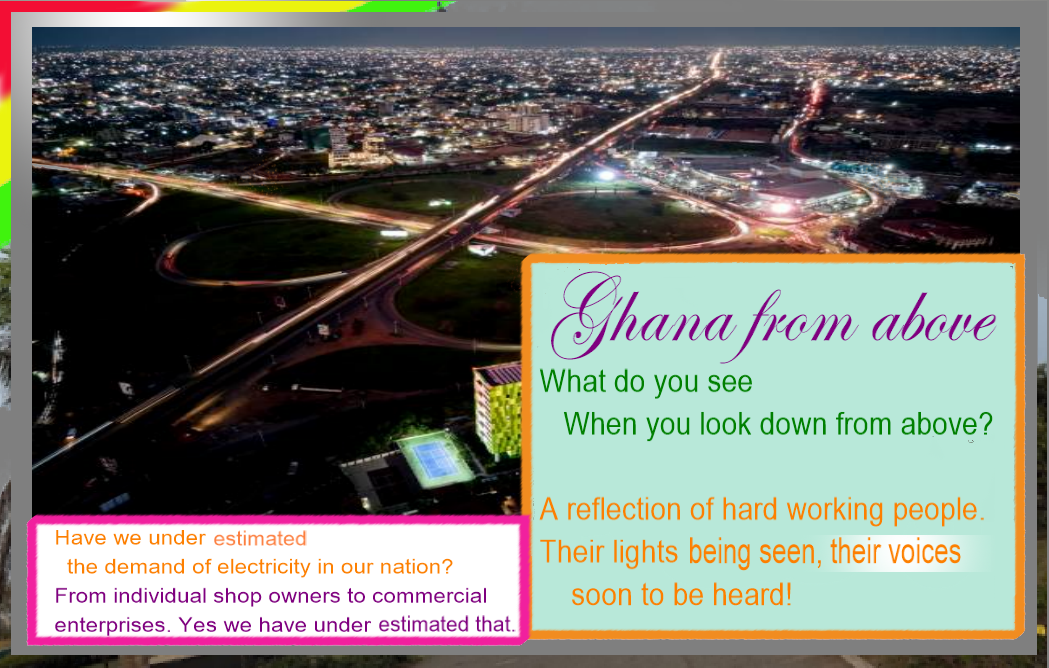 Ghana from above
What do you see
When you look down from above?
A reflection of hard working people.
Their lights being seen, their voices
soon to be heard!
Have we under estimated
the demand of electricity in our nation?
From individual shop owners to commercial
enterprises. Yes we have under estimated that.